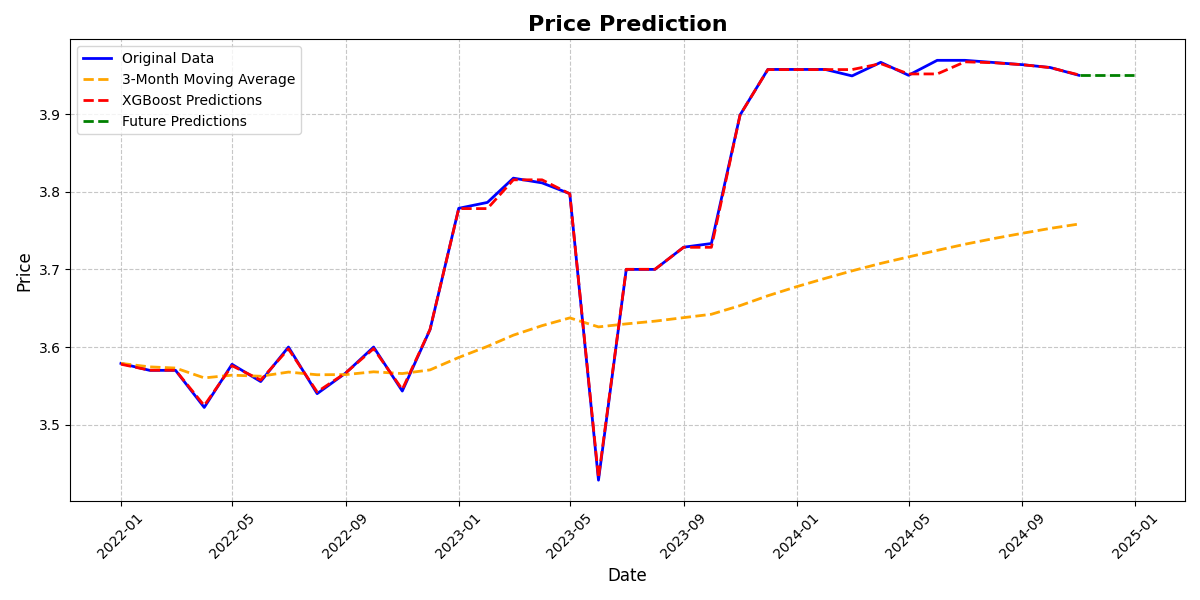 Price Prediction
Original Data
3-Month Moving Average
XGBoost Predictions
Future Predictions
Price
3.9
3.8
3.7
3.6
3.5
2022-01
2022-05
2022-09
2023-01
2023-05
2023-09
2024-01
2024-05
2024-09
2025-01
Date